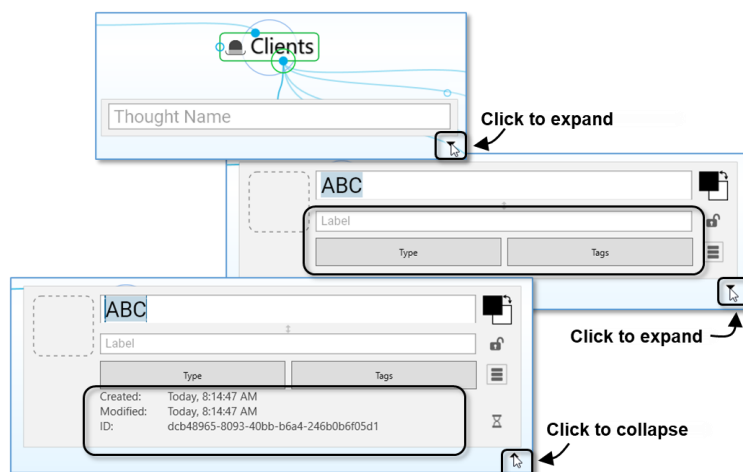 Clients
Thought Name
Click to expand
ABC
Label
Type Tags
Click to expand
ABC
Label
Type Tags
Created: Today, 8:14:47 AM
Modified: Today, 8:14:47 AM
ID: dcb48965-8093-40bb-b6a4-246b0b6f05d1
Click to collapse